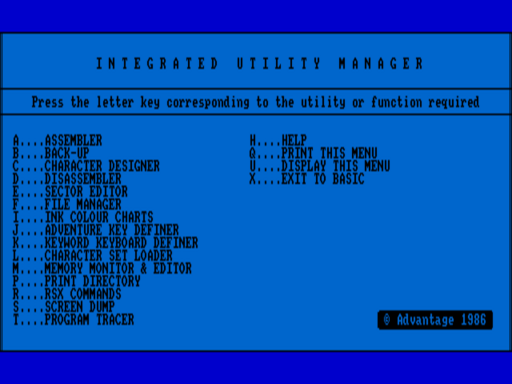 INTEGRATED UTILITY MANAGER
Press the letter key corresponding to the utility or function required
A....ASSEMBLER
B....BACK-UP
C....CHARACTER DESIGNER
D....DISASSEMBLER
E....SECTOR EDITOR
F....FILE MANAGER
I....INK COLOUR CHARTS
J....ADVENTURE KEY DEFINER
K....KEYWORD KEYBOARD DEFINER
L....CHARACTER SET LOADER
M....MEMORY MONITOR & EDITOR
P....PRINT DIRECTORY
R....RSX COMMANDS
S....SCREEN DUMP
T....PROGRAM TRACER
H....HELP
Q....PRINT THIS MENU
U....DISPLAY THIS MENU
X....EXIT TO BASIC
© Advantage 1986